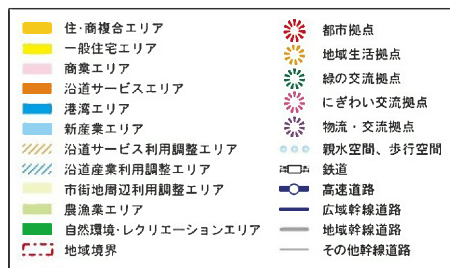 住・商複合エリア
一般住宅エリア
商業エリア
沿道サービスエリア
港湾エリア
新産業エリア
沿道サービス利用調整エリア
沿道産業利用調整エリア
市街地周辺利用調整エリア
農漁業エリア
自然環境・レクリエーションエリア
地域境界
都市拠点
地域生活拠点
緑の交流拠点
にぎわい交流拠点
物流・交流拠点
親水空間、歩行空間
鉄道
高速道路
広域幹線道路
地域幹線道路
その他幹線道路